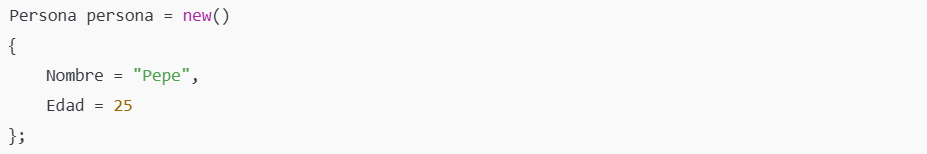 Persona persona = new()
{
    Nombre = "Pepe",
    Edad = 25
};